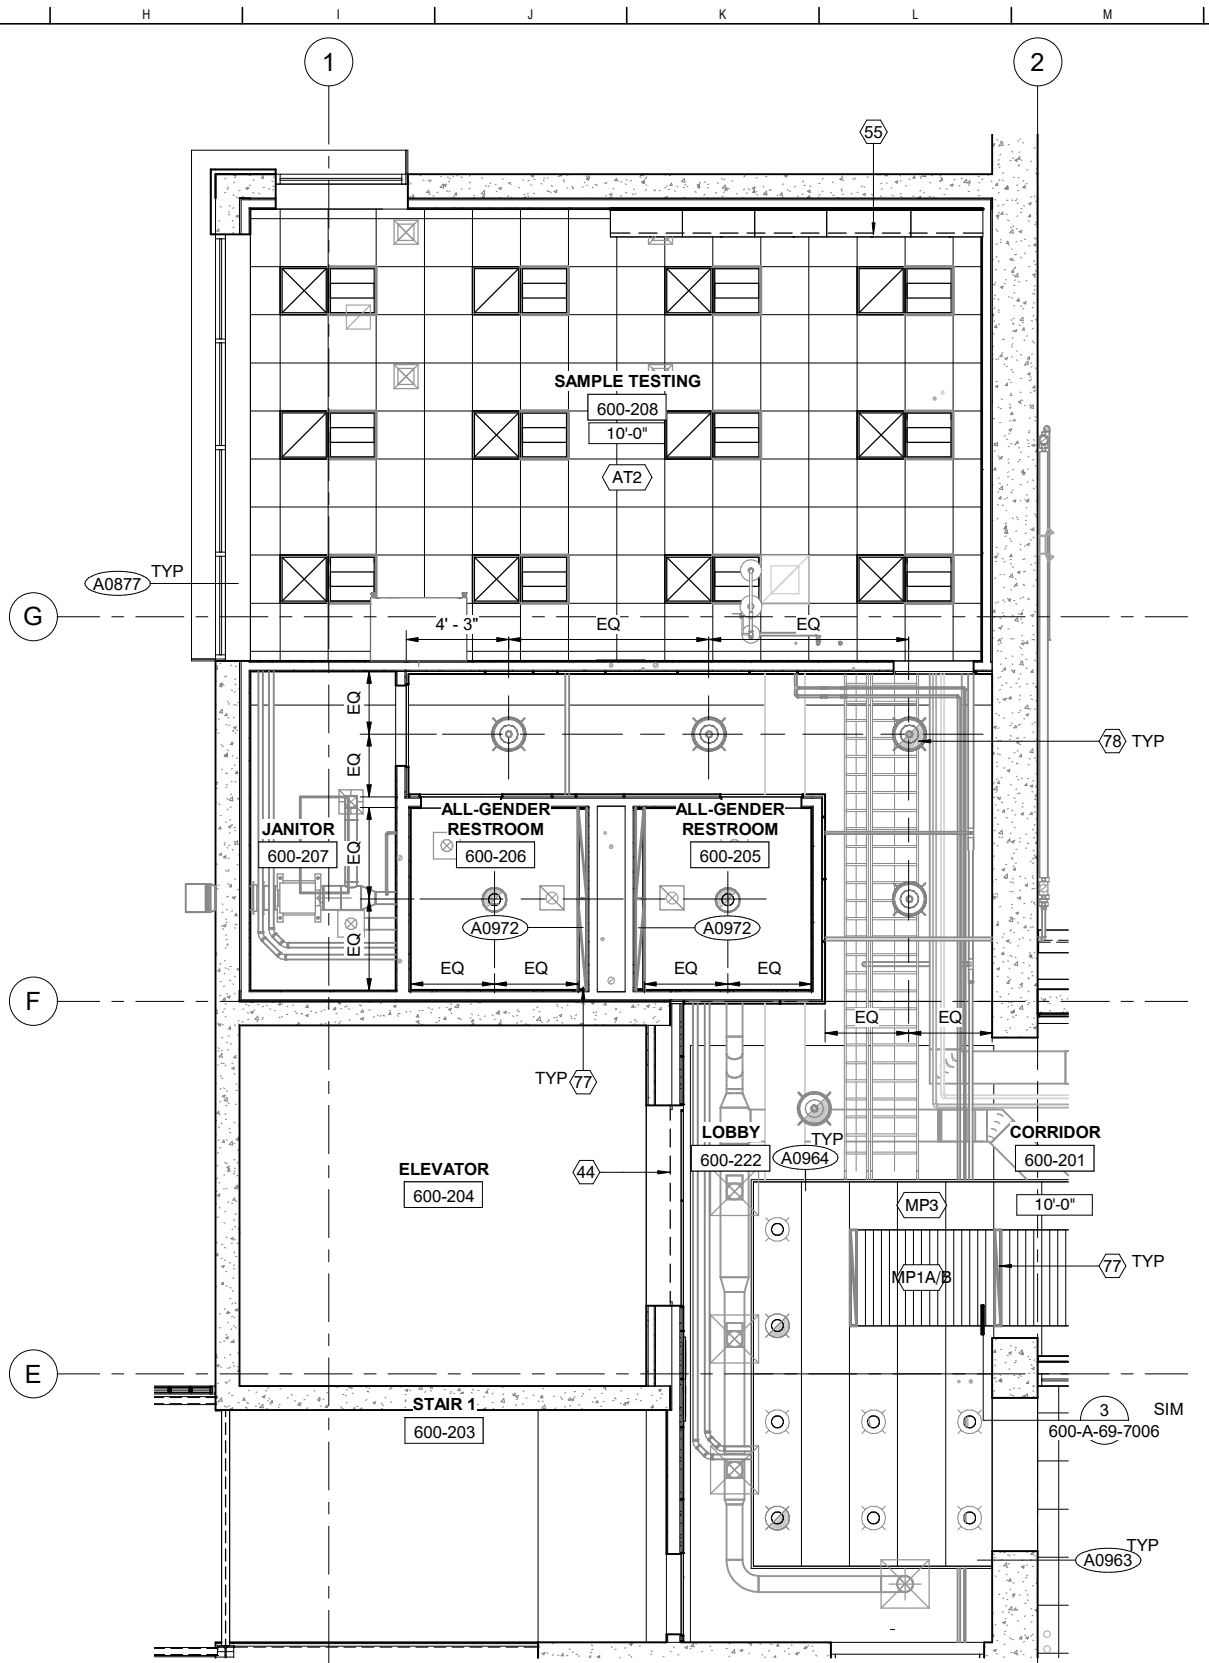 H I J K L M
1 2
55
SAMPLE TESTING
600-208
10'-0"
AT2
TYP
A0877
G
4' - 3" EQ EQ
EQ
EQ
78 TYP
JANITOR
600-207
EQ
EQ
ALL-GENDER
RESTROOM
600-206
ALL-GENDER
RESTROOM
600-205
A0972 A0972
EQ EQ EQ EQ
F
EQ EQ
TYP 77
LOBBY
600-222
TYP
A0964
CORRIDOR
600-201
10'-0"
ELEVATOR
600-204
44
MP3
MP1A/B
77 TYP
E
STAIR 1
600-203
3 SIM
600-A-69-7006
TYP
A0963